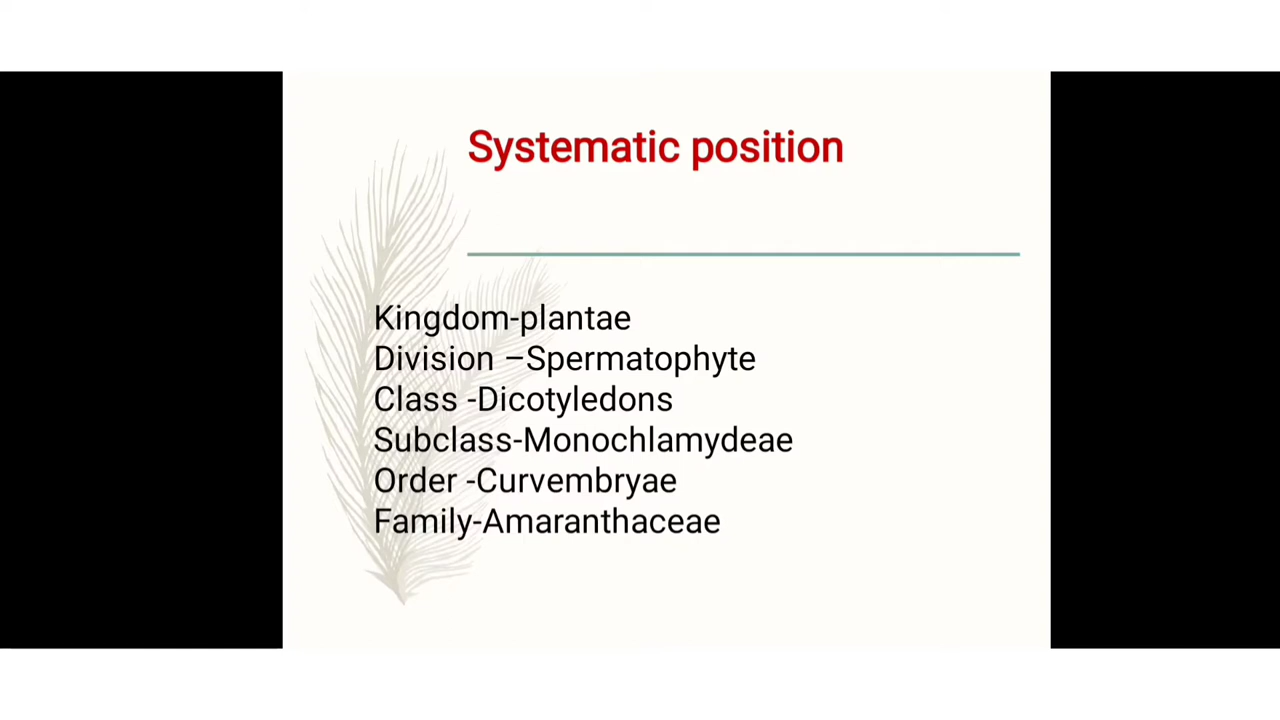 Systematic position
Kingdom-plantae
Division –Spermatophyte
Class -Dicotyledons
Subclass-Monochlamydeae
Order -Curvembryae
Family-Amaranthaceae